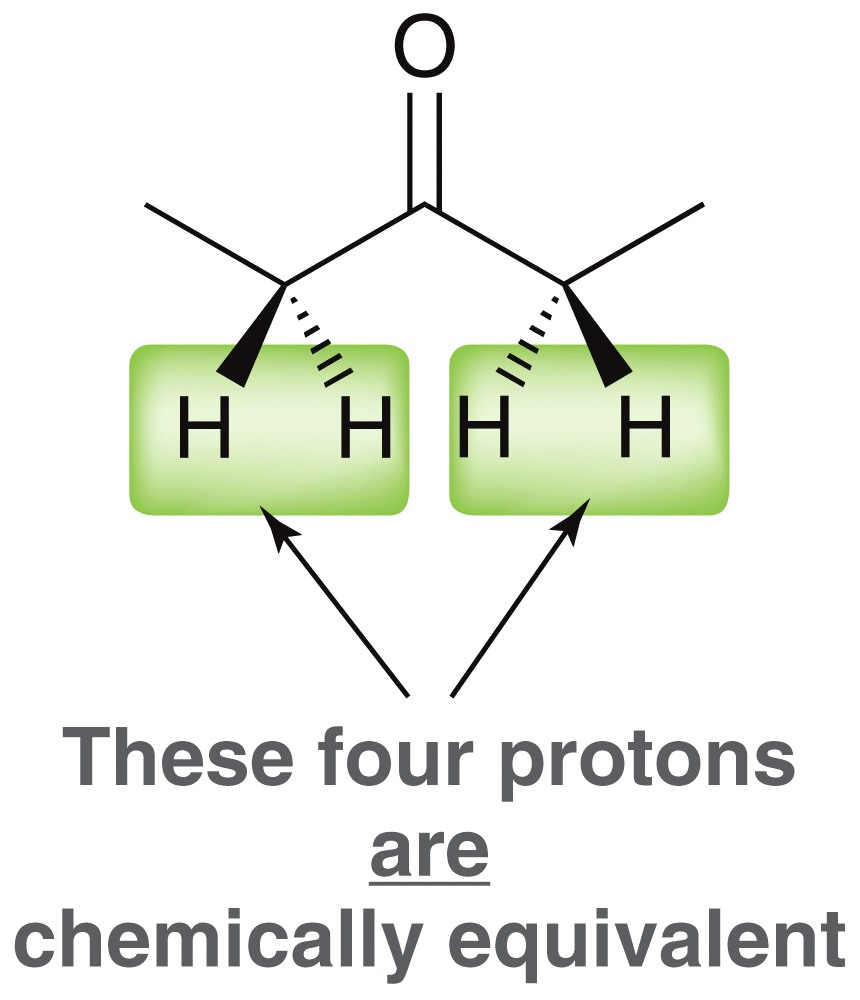 O
H H H H
These four protons
are
chemically equivalent